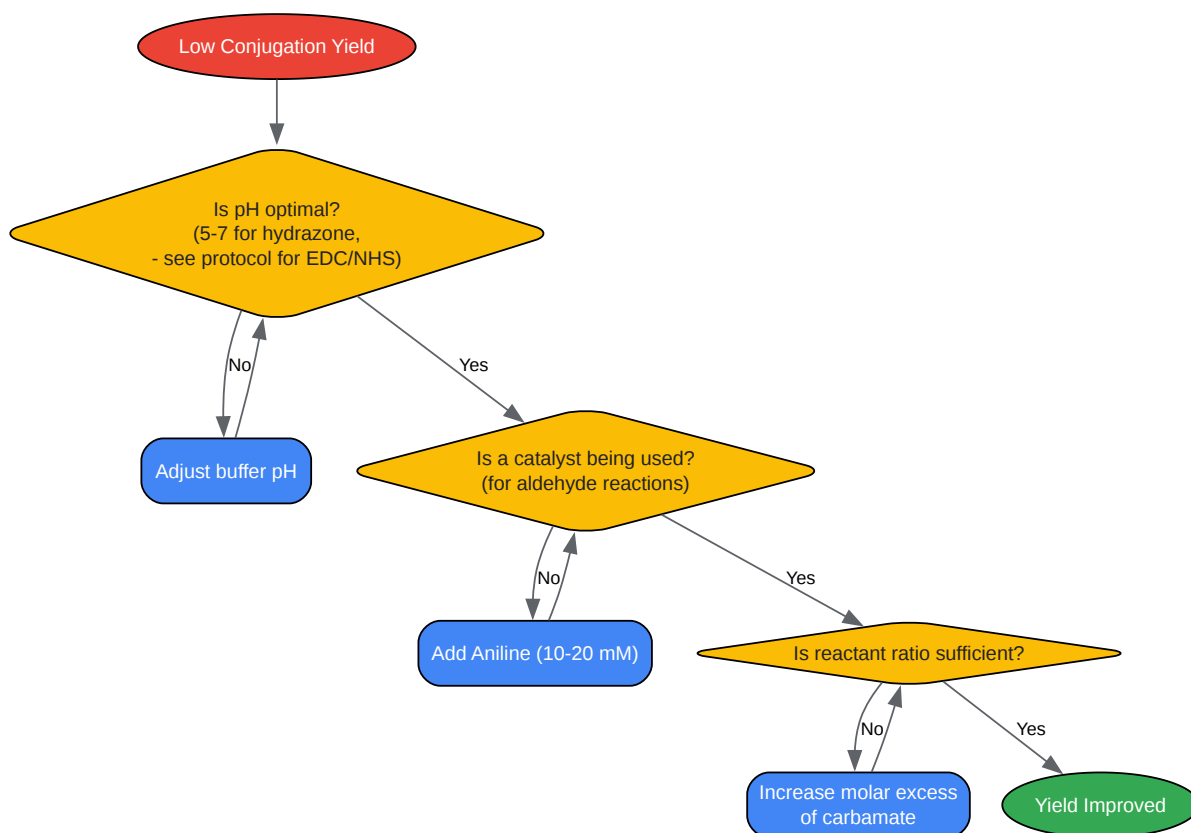 Low Conjugation Yield
Is pH optimal?
(5-7 for hydrazone,
- see protocol for EDC/NHS)
No
Yes
Adjust buffer pH
Is a catalyst being used?
(for aldehyde reactions)
No
Yes
Add Aniline (10-20 mM)
Is reactant ratio sufficient?
No
Yes
Increase molar excess
of carbamate
Yield Improved